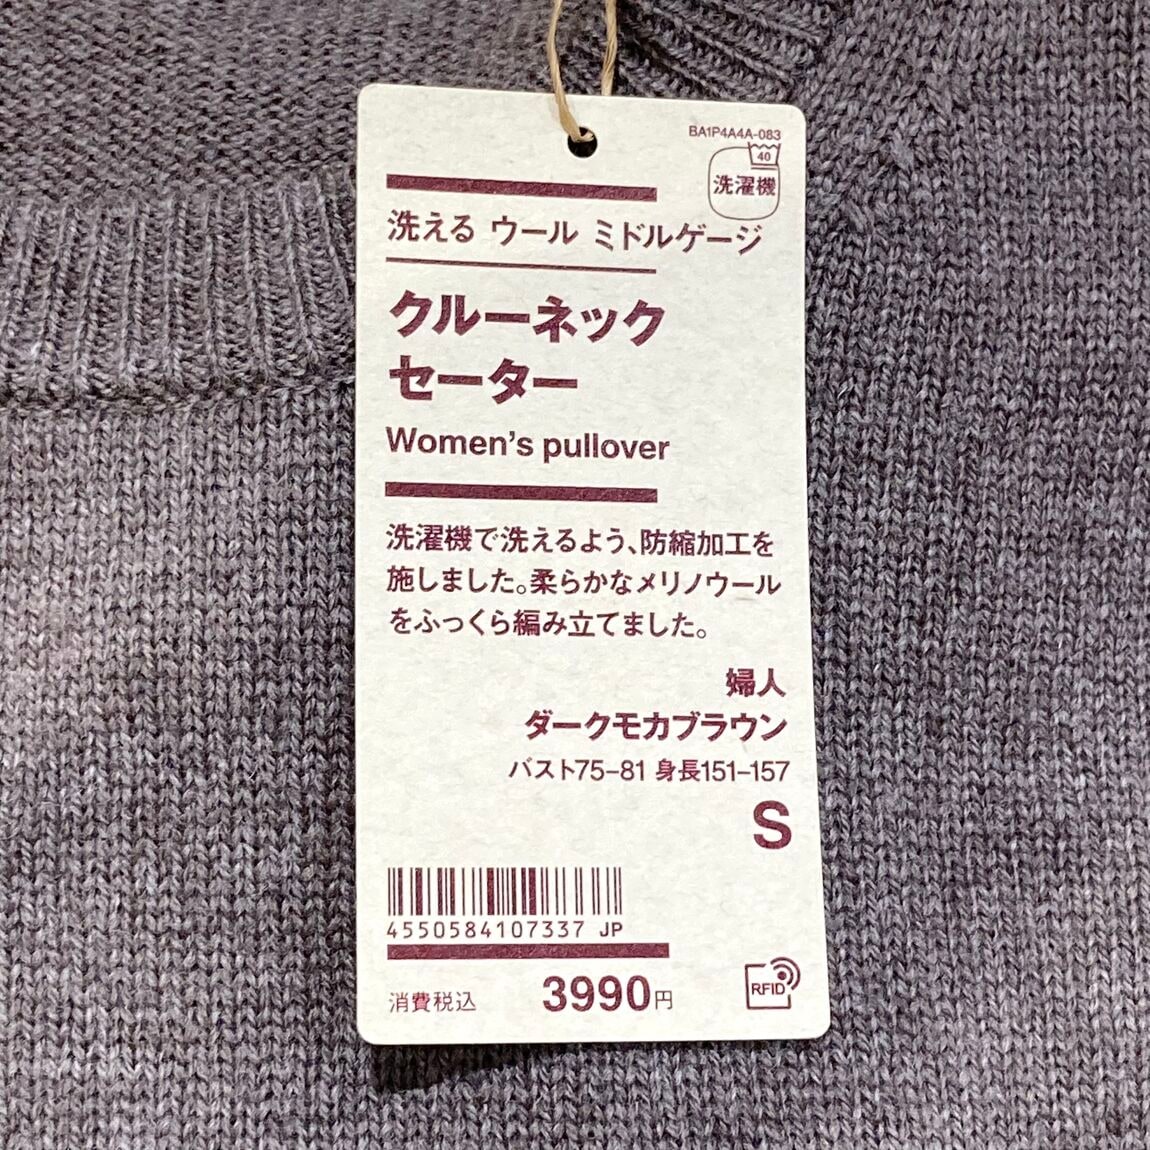 BA1P4A4A-083
40
洗濯機
洗える ウール ミドルゲージ
クルーネック
セーター
Women's pullover
洗濯機で洗えるよう、防縮加工を
施しました。柔らかなメリノウール
をふっくら編み立てました。
婦人
ダークモカブラウン
バスト75–81 身長151–157
S
4550584107337 JP
消費税込 3990円
RFID